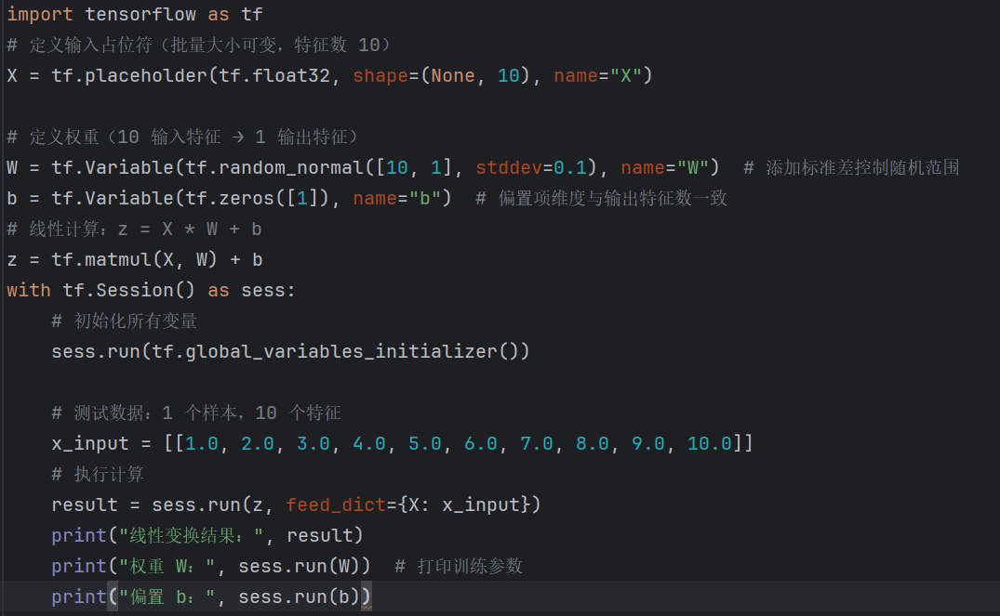 import tensorflow as tf
# 定义输入占位符（批量大小可变，特征数 10）
X = tf.placeholder(tf.float32, shape=(None, 10), name="X")
# 定义权重（10 输入特征 → 1 输出特征）
W = tf.Variable(tf.random_normal([10, 1], stddev=0.1), name="W")  # 添加标准差控制随机范围
b = tf.Variable(tf.zeros([1]), name="b")  # 偏置项维度与输出特征数一致
# 线性计算：z = X * W + b
z = tf.matmul(X, W) + b
with tf.Session() as sess:
    # 初始化所有变量
    sess.run(tf.global_variables_initializer())
    # 测试数据：1 个样本，10 个特征
    x_input = [[1.0, 2.0, 3.0, 4.0, 5.0, 6.0, 7.0, 8.0, 9.0, 10.0]]
    # 执行计算
    result = sess.run(z, feed_dict={X: x_input})
    print("线性变换结果：", result)
    print("权重 W：", sess.run(W))  # 打印训练参数
    print("偏置 b：", sess.run(b))